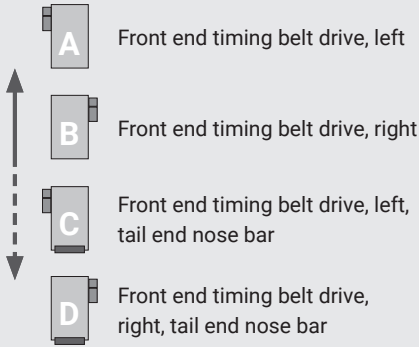 A
Front end timing belt drive, left
B
Front end timing belt drive, right
C
Front end timing belt drive, left,
tail end nose bar
D
Front end timing belt drive,
right, tail end nose bar